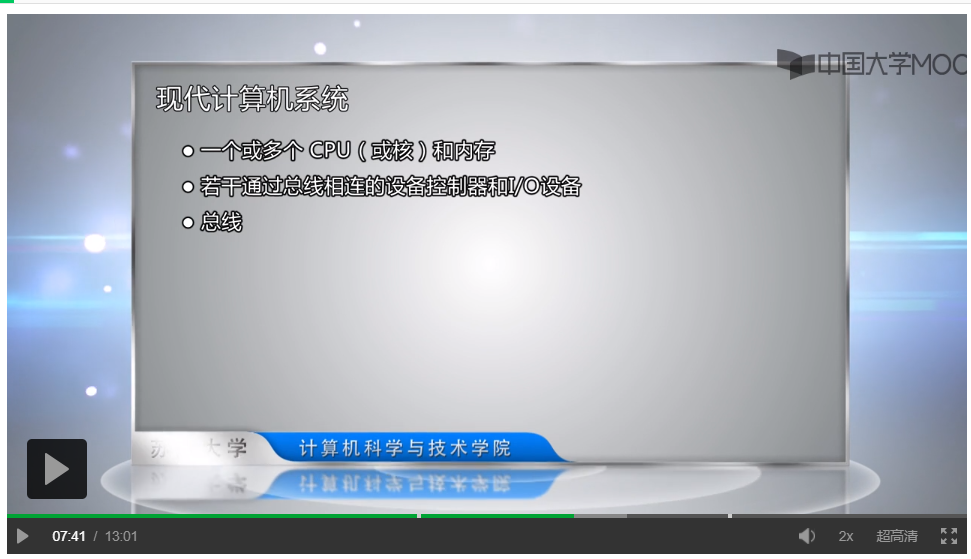 中国大学MOO
现代计算机系统
一个或多个 CPU（或核）和内存
若干通过总线相连的设备控制器和I/O设备
总线
大学 计算机科学与技术学院
07:41 / 13:01 2x 超高清